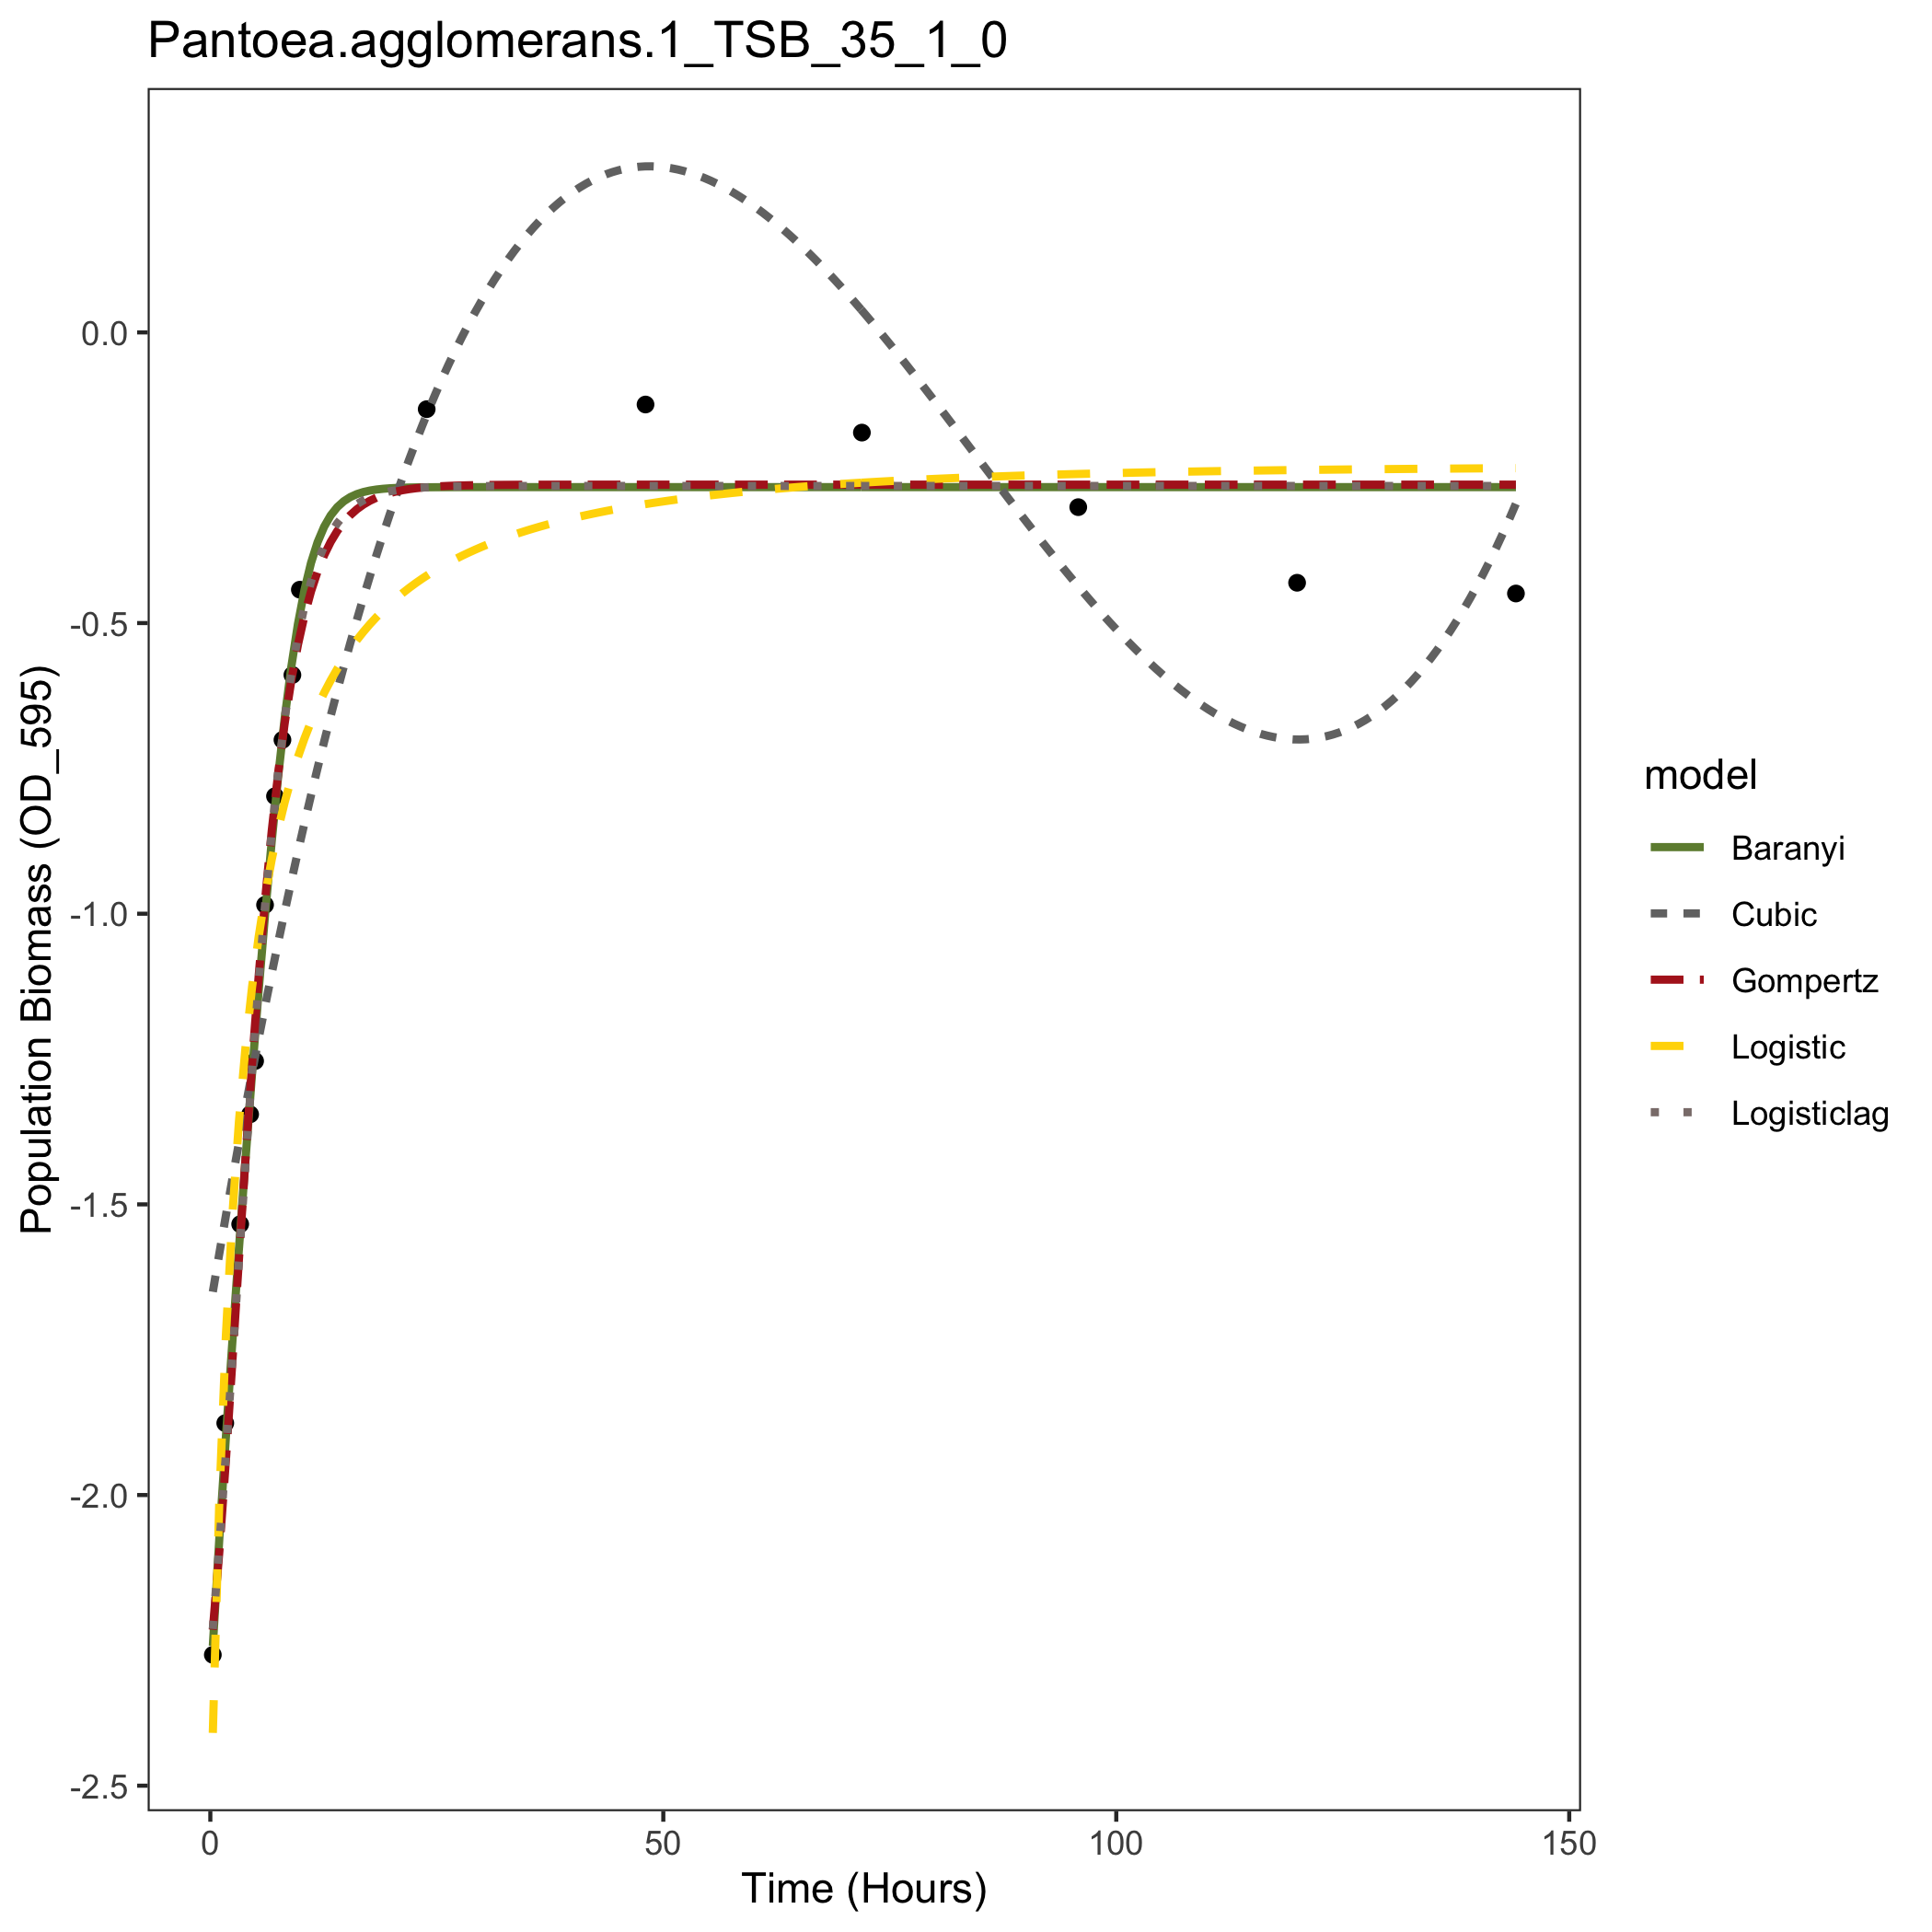 Pantoea.agglomerans.1_TSB_35_1_0
Population Biomass (OD_595)
0.0
-0.5
-1.0
-1.5
-2.0
-2.5
0
50
100
150
Time (Hours)
model
Baranyi
Cubic
Gompertz
Logistic
Logisticlag